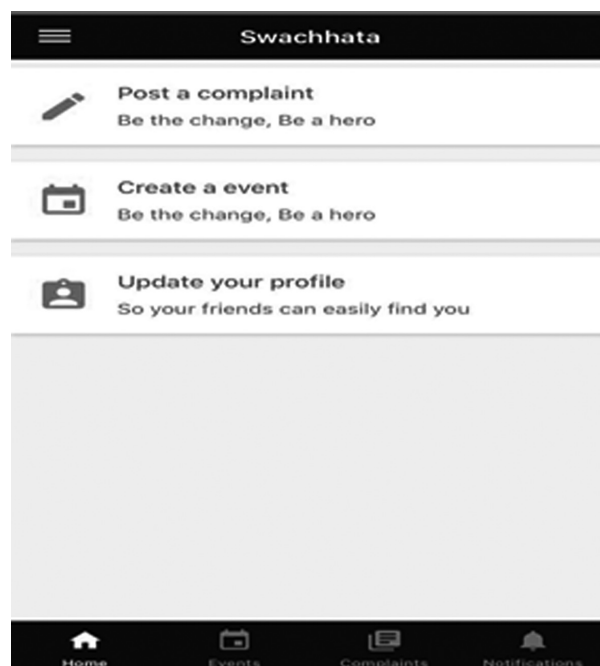 Swachhata
Post a complaint
Be the change, Be a hero
Create a event
Be the change, Be a hero
Update your profile
So your friends can easily find you
Home
Events
Complaints
Notifications